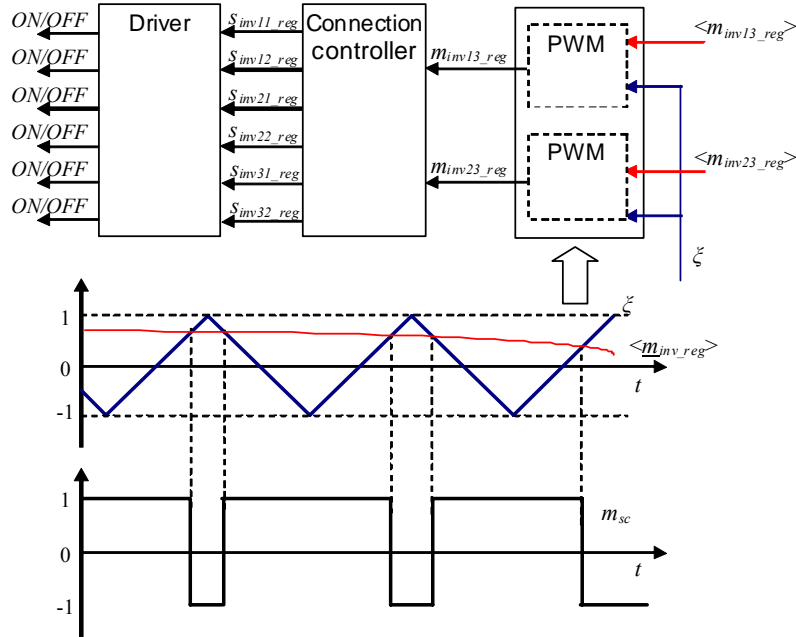 ON/OFF
ON/OFF
ON/OFF
ON/OFF
ON/OFF
ON/OFF
Driver
s_inv11_reg
s_inv12_reg
s_inv21_reg
s_inv22_reg
s_inv31_reg
s_inv32_reg
Connection
controller
m_inv13_reg
m_inv23_reg
PWM
PWM
<m_inv13_reg>
<m_inv23_reg>
ξ
1
0
-1
ξ
<m_inv_reg>
t
1
0
-1
m_sc
t